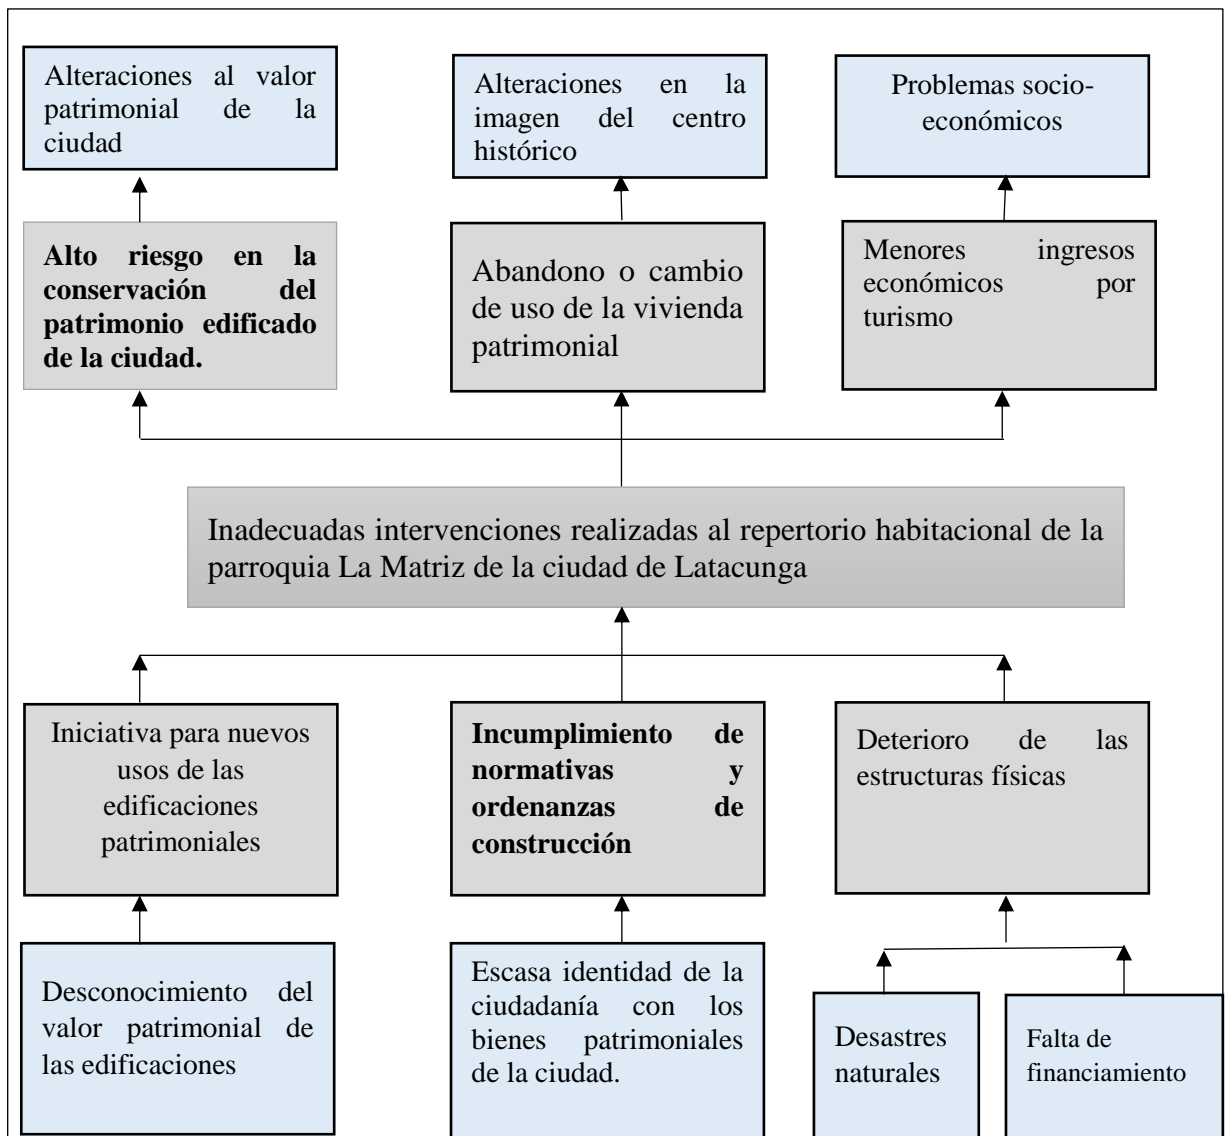 Alteraciones al valor
patrimonial de la
ciudad
Alteraciones en la
imagen del centro
histórico
Problemas socio-
económicos
Alto riesgo en la
conservación del
patrimonio edificado
de la ciudad.
Abandono o cambio
de uso de la vivienda
patrimonial
Menores ingresos
económicos por
turismo
Inadecuadas intervenciones realizadas al repertorio habitacional de la
parroquia La Matriz de la ciudad de Latacunga
Iniciativa para nuevos
usos de las
edificaciones
patrimoniales
Incumplimiento de
normativas y
ordenanzas de
construcción
Deterioro de las
estructuras físicas
Desconocimiento del
valor patrimonial de
las edificaciones
Escasa identidad de la
ciudadanía con los
bienes patrimoniales
de la ciudad.
Desastres
naturales
Falta de
financiamiento